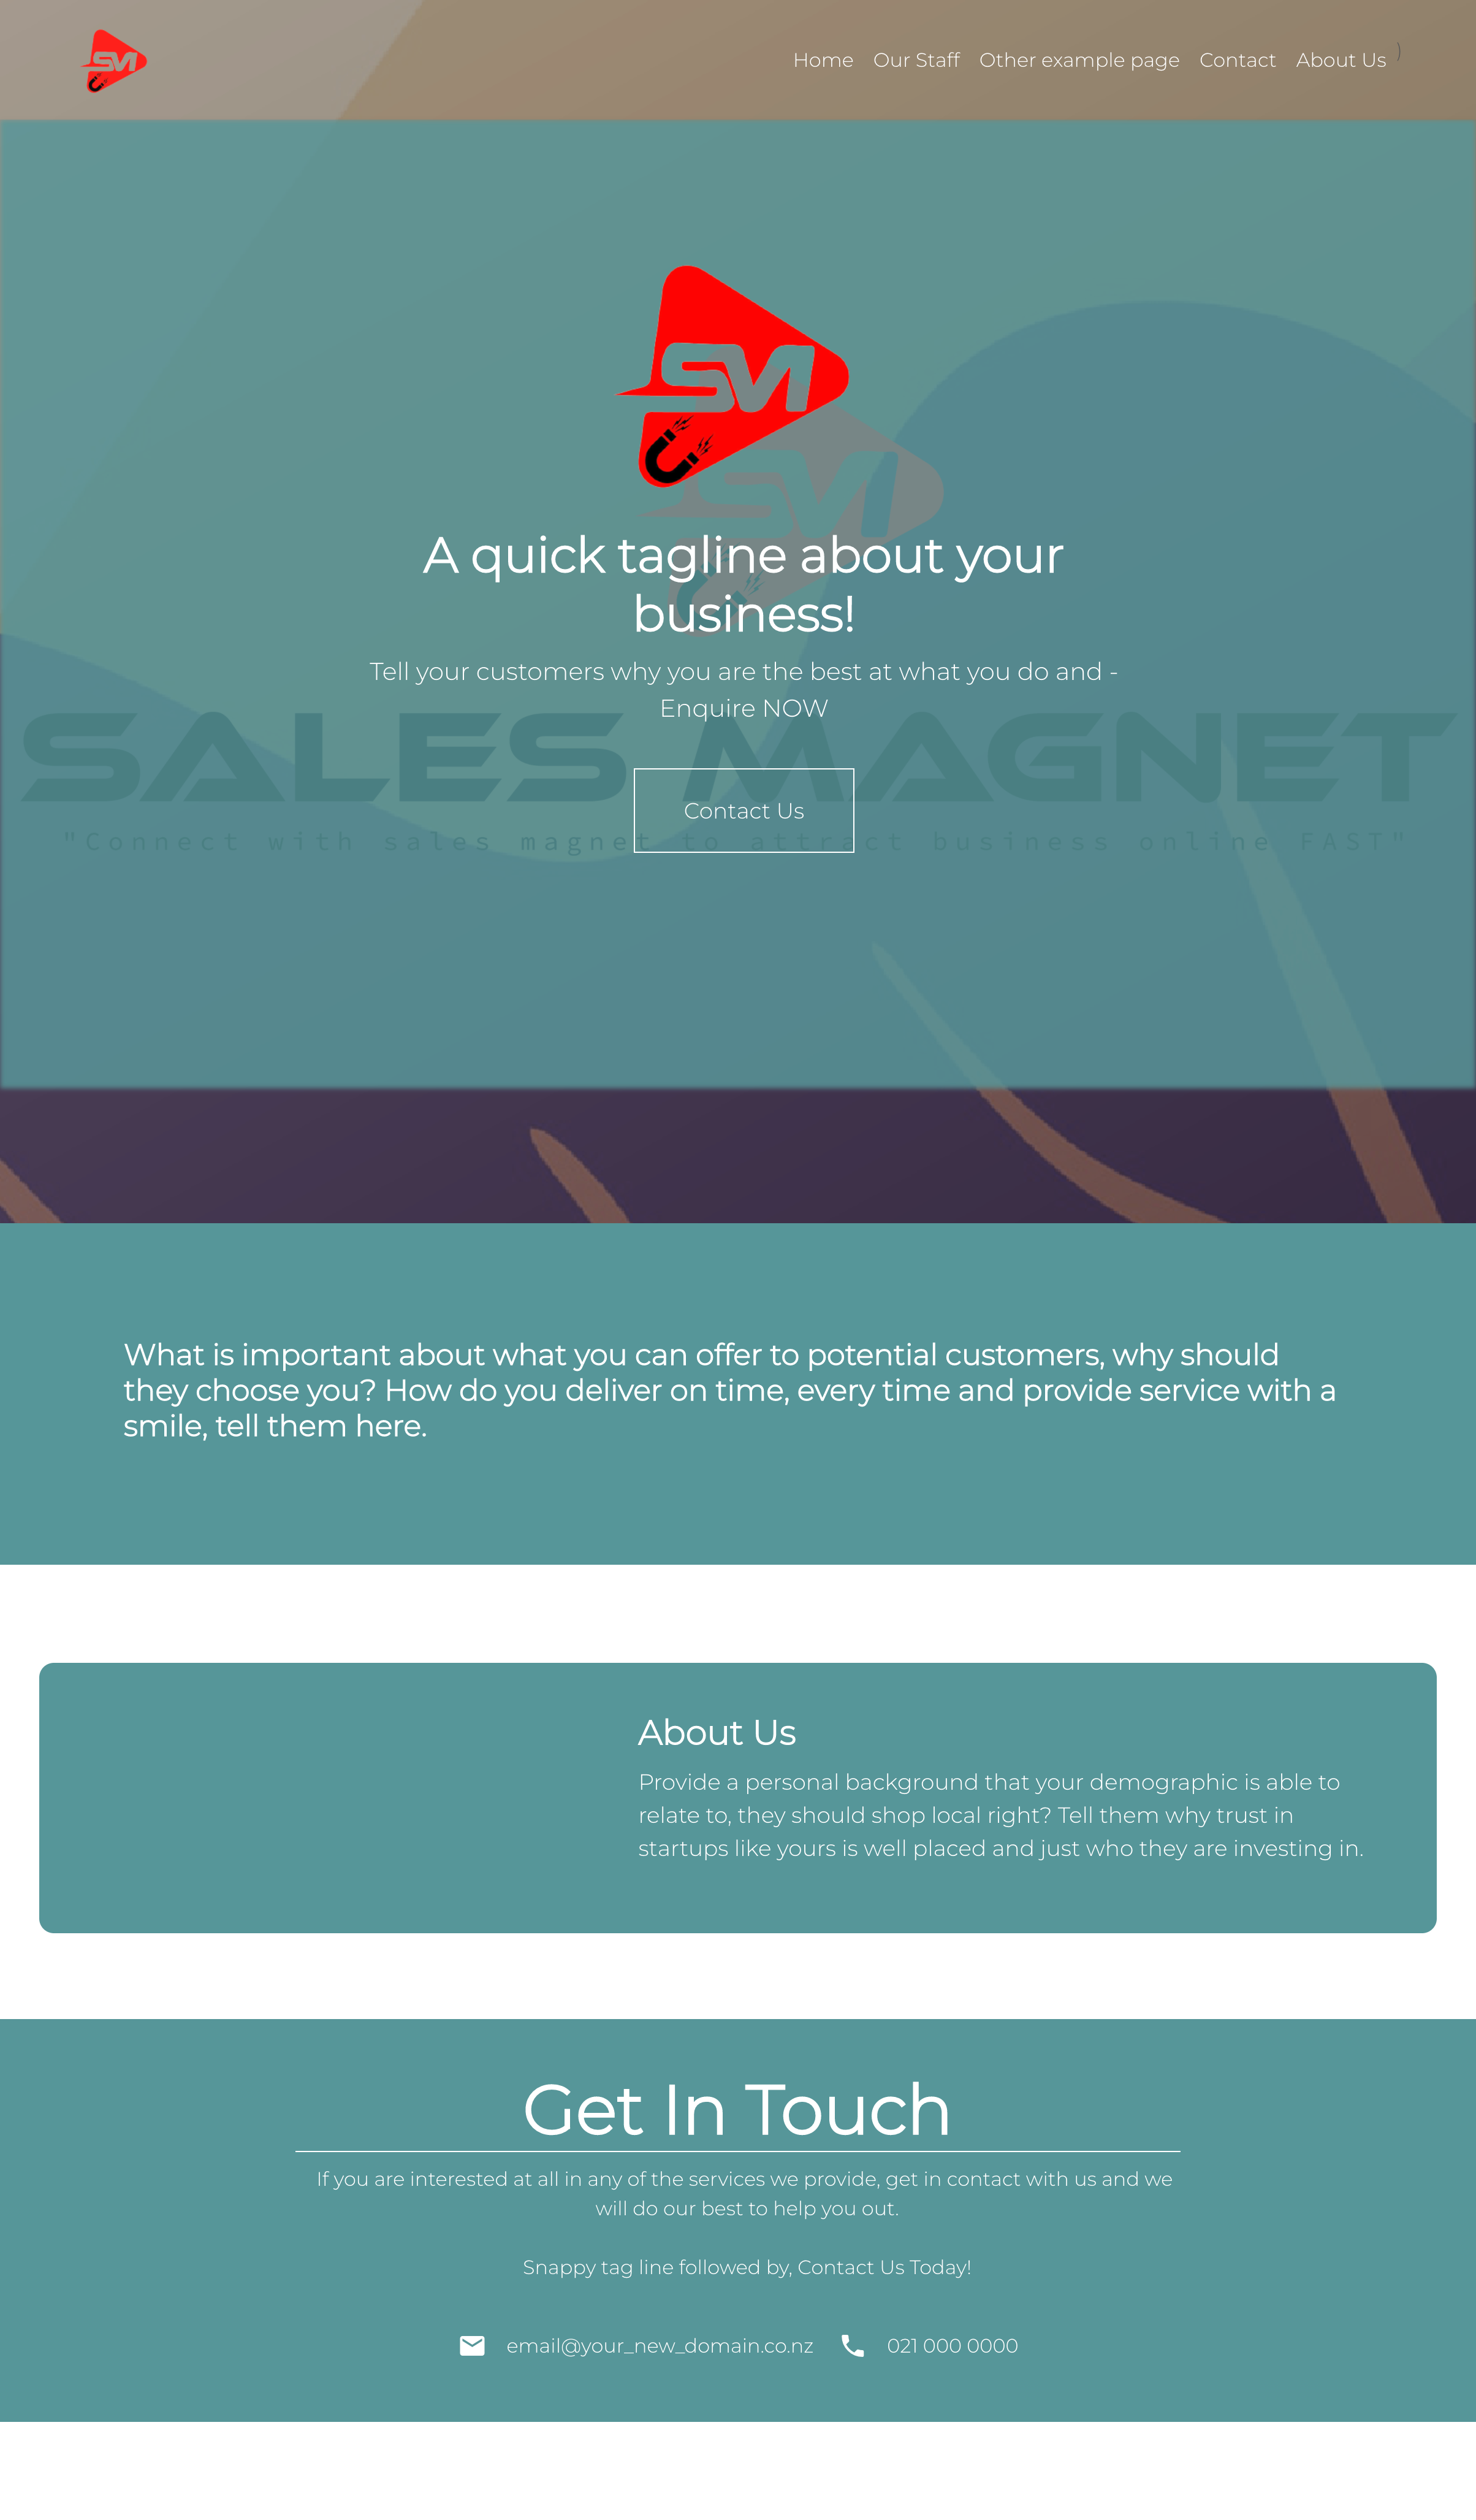 SM
Home Our Staff Other example page Contact About Us )
SM
SM
A quick tagline about your
business!
Tell your customers why you are the best at what you do and -
Enquire NOW
SALES MAGNET
Contact Us
"Connect with sales magnet to attract business online FAST"
What is important about what you can offer to potential customers, why should
they choose you? How do you deliver on time, every time and provide service with a
smile, tell them here.
About Us
Provide a personal background that your demographic is able to
relate to, they should shop local right? Tell them why trust in
startups like yours is well placed and just who they are investing in.
Get In Touch
If you are interested at all in any of the services we provide, get in contact with us and we
will do our best to help you out.
Snappy tag line followed by, Contact Us Today!
email@your_new_domain.co.nz 021 000 0000